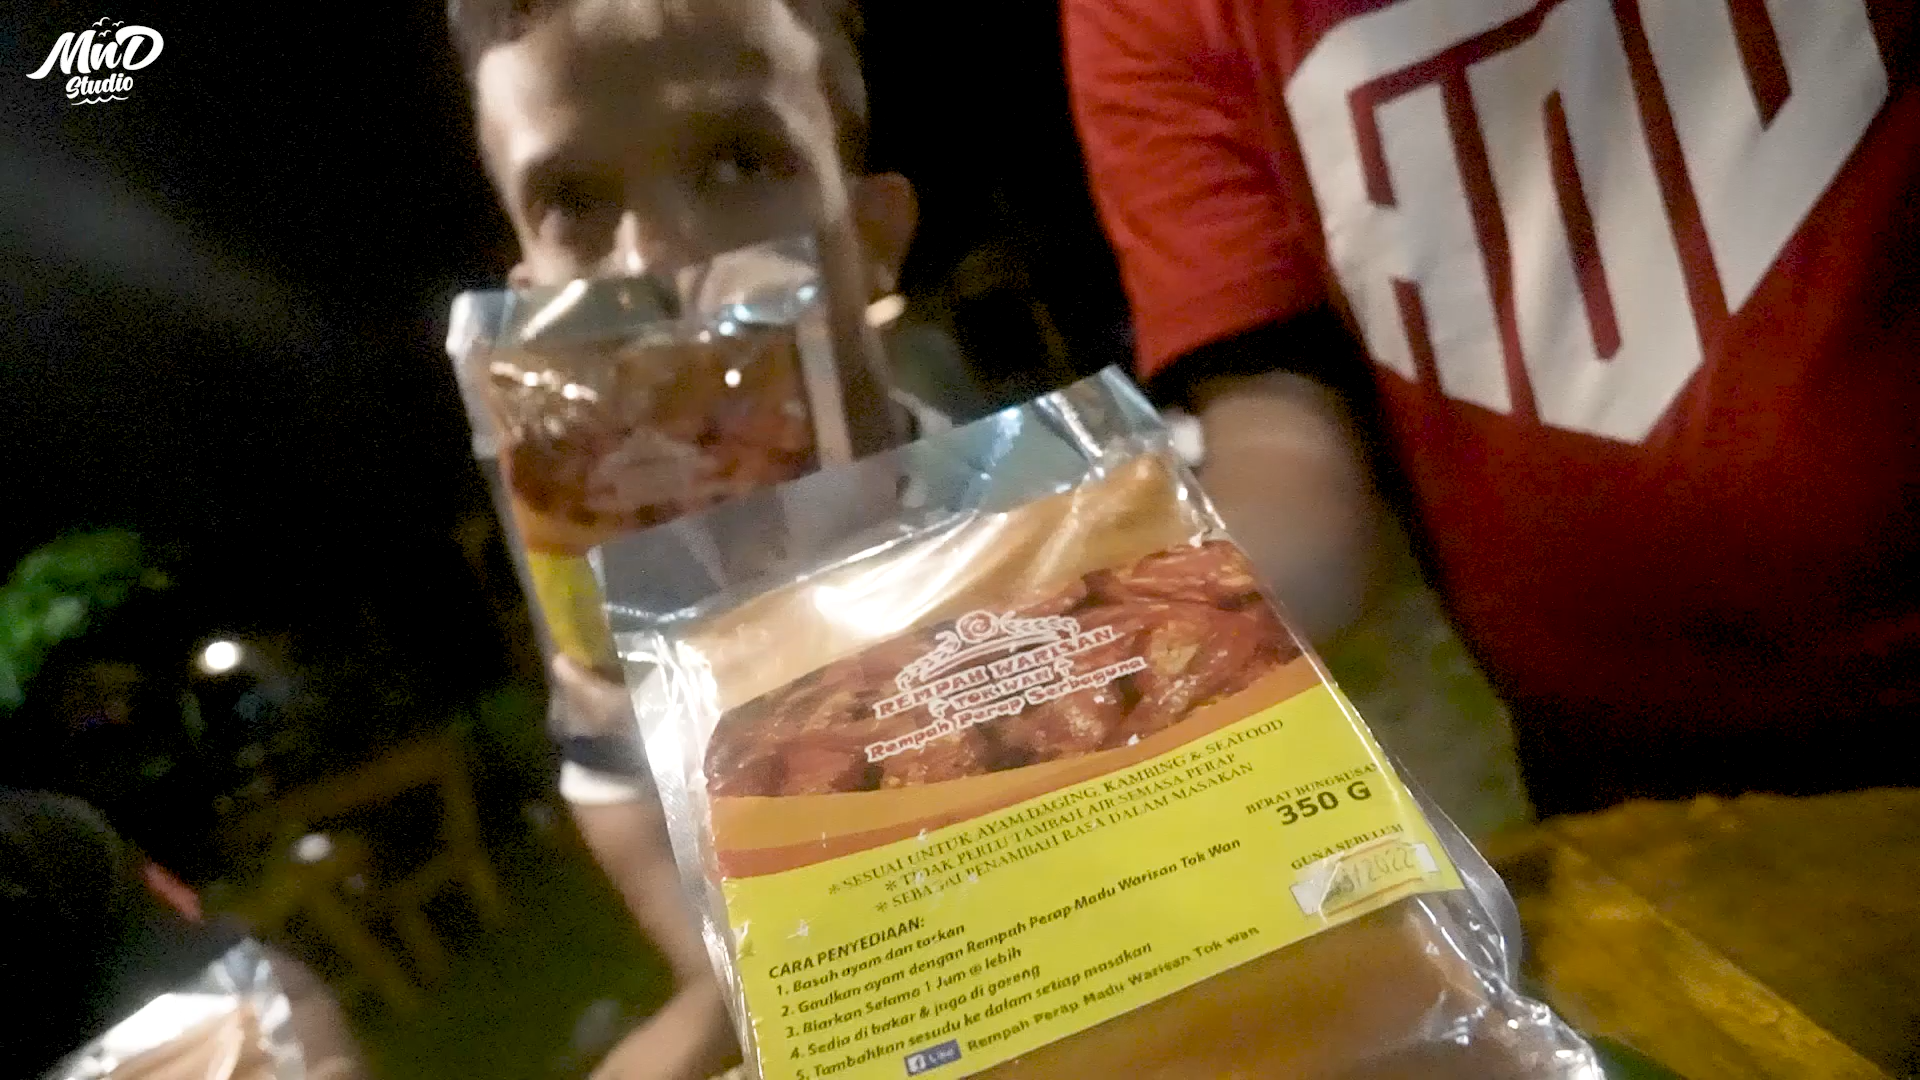 MnD
Studio
REMPAH WARISAN
TOK WAN
Rempah Perap Serbaguna
* SESUAI UNTUK AYAM, DAGING, KAMBING & SEAFOOD
* TIDAK PERLU TAMBAH AIR SEMASA PERAP
* SEBAGAI PENAMBAH RASA DALAM MASAKAN
BERAT BUNGKUSAN
350 G
GUNA SEBELUM
/2022
CARA PENYEDIAAN:
1. Basuh ayam dan toskan
2. Gaulkan ayam dengan Rempah Perap Madu Warisan Tok Wan
3. Biarkan Selama 1 Jam @ lebih
4. Sedia di bakar & juga di goreng
5. Tambahkan sesudu ke dalam setiap masakan
f Like Rempah Perap Madu Warisan Tok wan